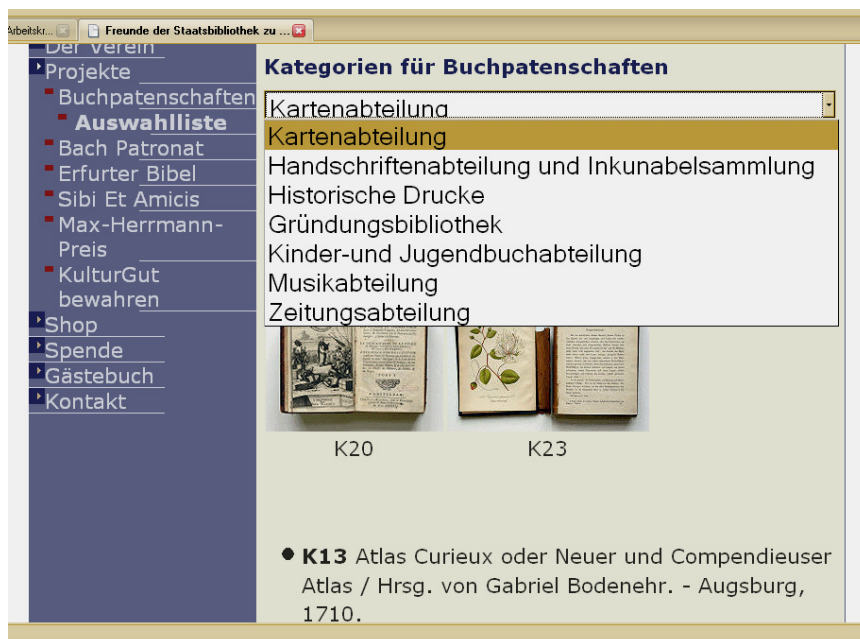 Arbeitskr...
Freunde der Staatsbibliothek zu ...
Der Verein
Projekte
Buchpatenschaften
Auswahlliste
Bach Patronat
Erfurter Bibel
Sibi Et Amicis
Max-Herrmann-
Preis
KulturGut
bewahren
Shop
Spende
Gästebuch
Kontakt
Kategorien für Buchpatenschaften
Kartenabteilung
Kartenabteilung
Handschriftenabteilung und Inkunabelsammlung
Historische Drucke
Gründungsbibliothek
Kinder-und Jugendbuchabteilung
Musikabteilung
Zeitungsabteilung
K20
K23
K13 Atlas Curieux oder Neuer und Compendieuser
Atlas / Hrsg. von Gabriel Bodenehr. - Augsburg,
1710.